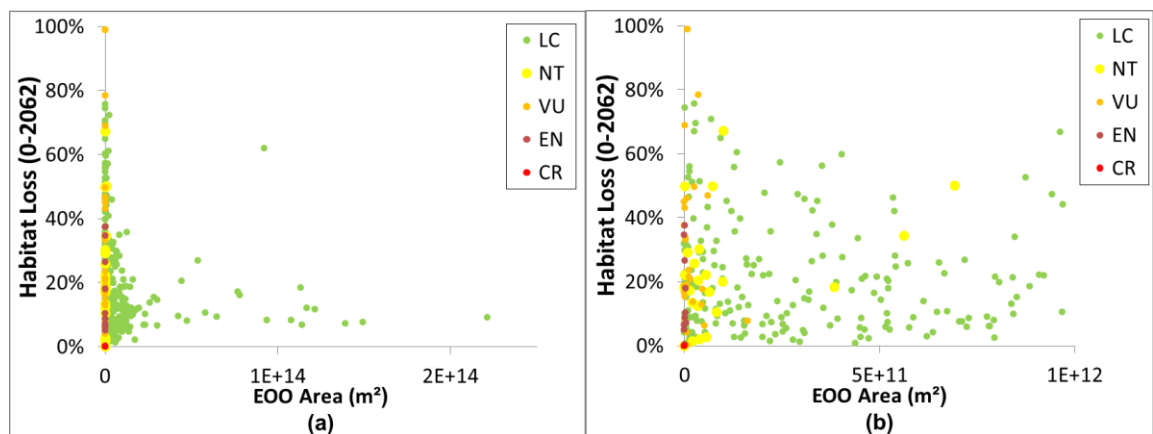 100%
80%
60%
40%
20%
0%
Habitat Loss (0-2062)
0
1E+14
2E+14
EOO Area (m²)
(a)
LC
NT
VU
EN
CR
100%
80%
60%
40%
20%
0%
Habitat Loss (0-2062)
0
5E+11
1E+12
EOO Area (m²)
(b)
LC
NT
VU
EN
CR